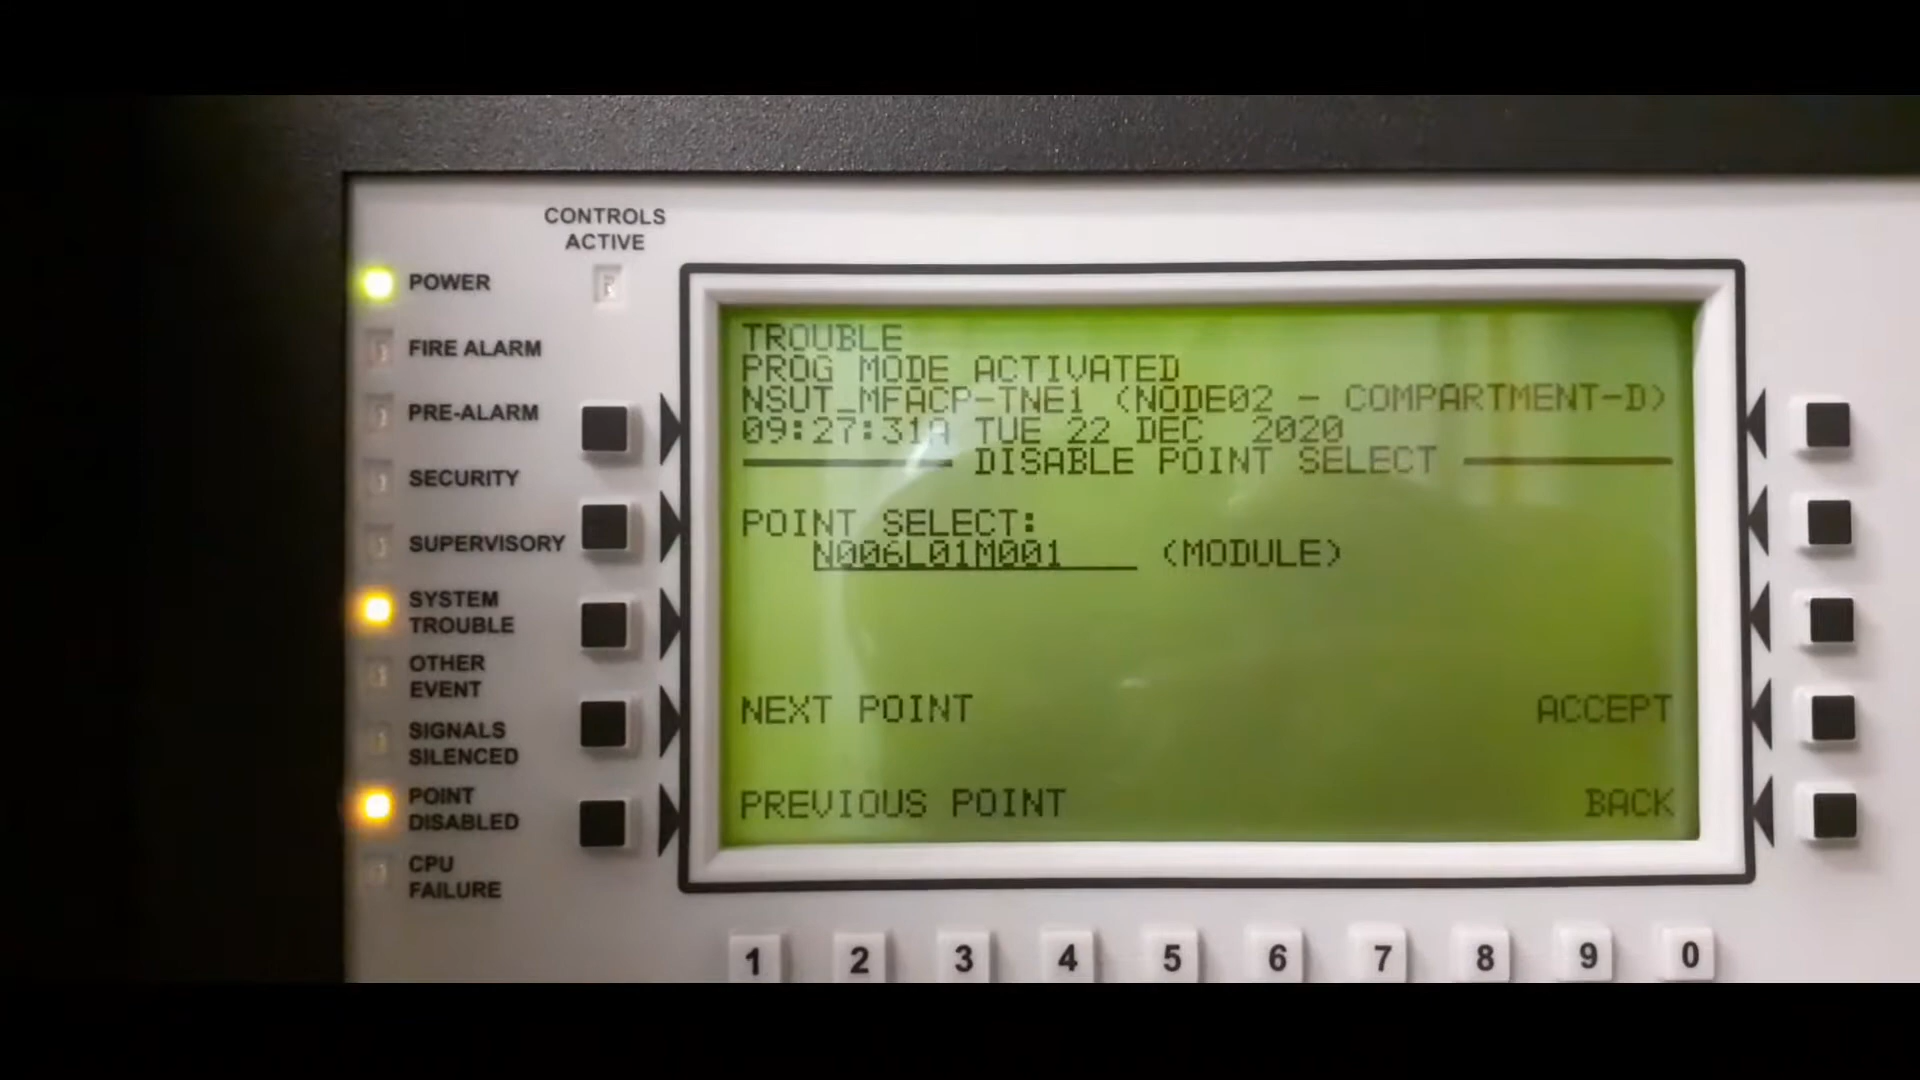 CONTROLS
ACTIVE
POWER
FIRE ALARM
PRE-ALARM
SECURITY
SUPERVISORY
SYSTEM
TROUBLE
OTHER
EVENT
SIGNALS
SILENCED
POINT
DISABLED
CPU
FAILURE
TROUBLE
PROG MODE ACTIVATED
NSUT_MFACP-TNE1 (NODE02 - COMPARTMENT-D)
09:27:31A TUE 22 DEC 2020
DISABLE POINT SELECT
POINT SELECT:
N006L01M001 (MODULE)
NEXT POINT ACCEPT
PREVIOUS POINT BACK
1 2 3 4 5 6 7 8 9 0